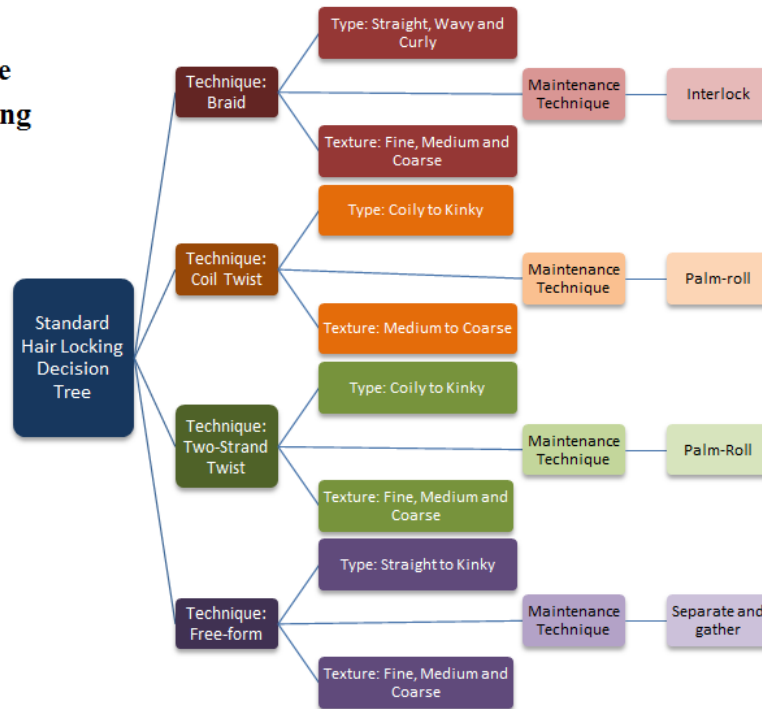 e
ng
Standard
Hair Locking
Decision
Tree
Technique:
Braid
Type: Straight, Wavy and
Curly
Texture: Fine, Medium and
Coarse
Maintenance
Technique
Interlock
Technique:
Coil Twist
Type: Coily to Kinky
Texture: Medium to Coarse
Maintenance
Technique
Palm-roll
Technique:
Two-Strand
Twist
Type: Coily to Kinky
Texture: Fine, Medium and
Coarse
Maintenance
Technique
Palm-Roll
Technique:
Free-form
Type: Straight to Kinky
Texture: Fine, Medium and
Coarse
Maintenance
Technique
Separate and
gather